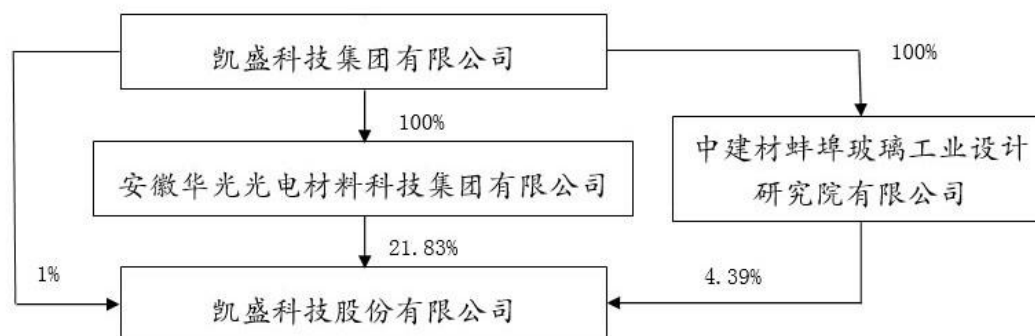 凯盛科技集团有限公司
100%
100%
中建材蚌埠玻璃工业设计
研究院有限公司
安徽华光光电材料科技集团有限公司
21.83%
1%
4.39%
凯盛科技股份有限公司